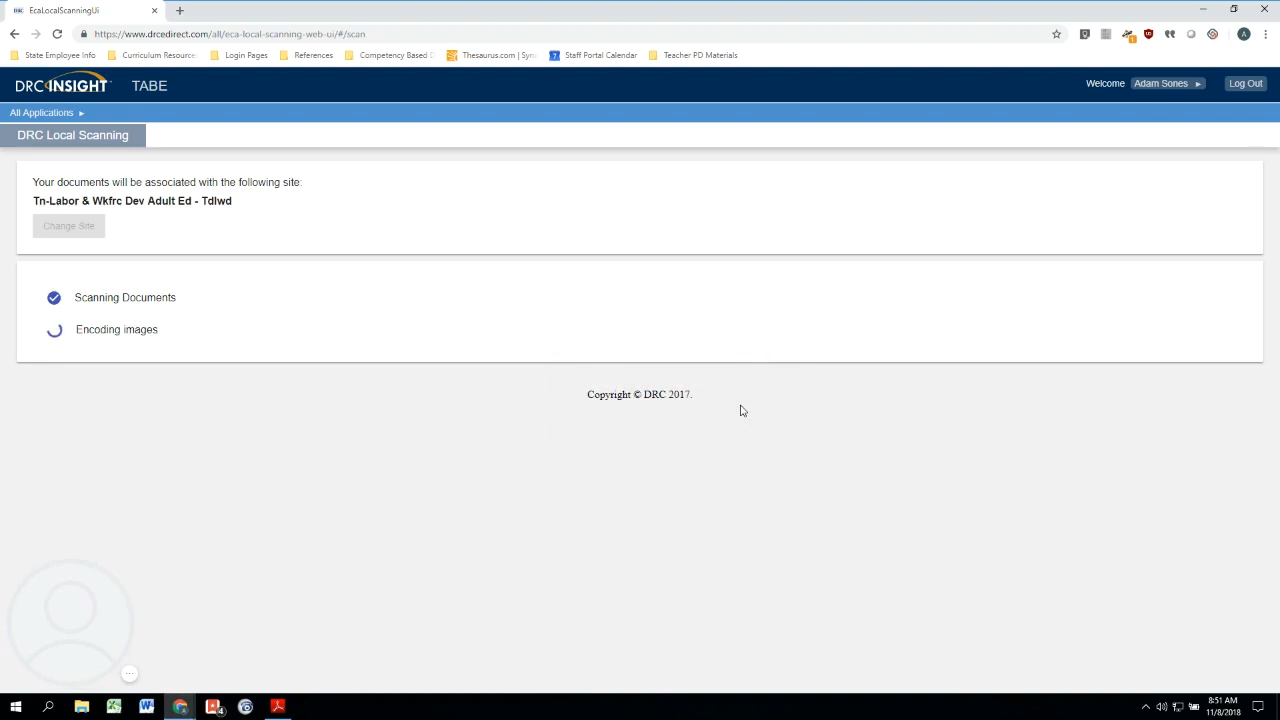 EcaLocalScanningUi
https://www.drcedirect.com/all/eca-local-scanning-web-ui/#/scan
State Employee Info Curriculum Resource Login Pages References Competency Based D Thesaurus.com | Syn Staff Portal Calendar Teacher PD Materials
DRC INSIGHT TABE Welcome Adam Sones Log Out
All Applications
DRC Local Scanning
Your documents will be associated with the following site:
Tn-Labor & Wkfrc Dev Adult Ed - Tdlwd
Change Site
Scanning Documents
Encoding images
Copyright © DRC 2017.
8:51 AM
11/8/2018